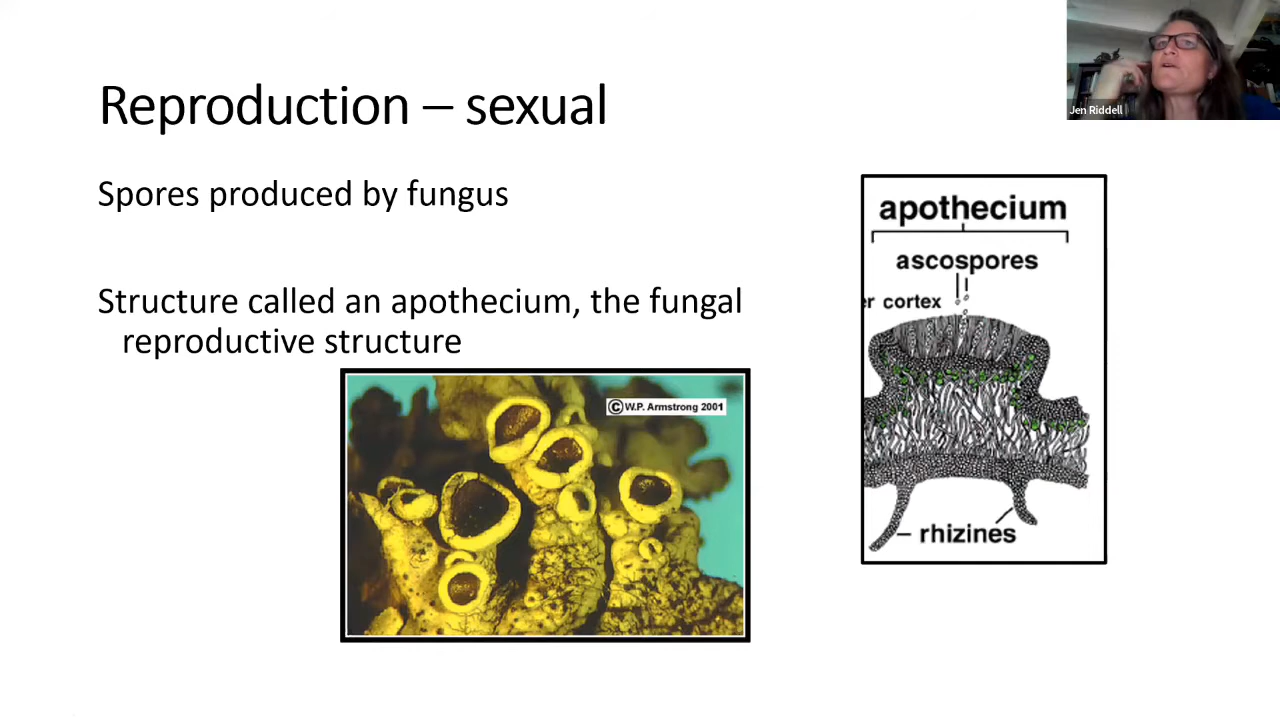 Reproduction – sexual
Jen Riddell
Spores produced by fungus
Structure called an apothecium, the fungal
reproductive structure
©W.P. Armstrong 2001
apothecium
ascospores
er cortex
– rhizines